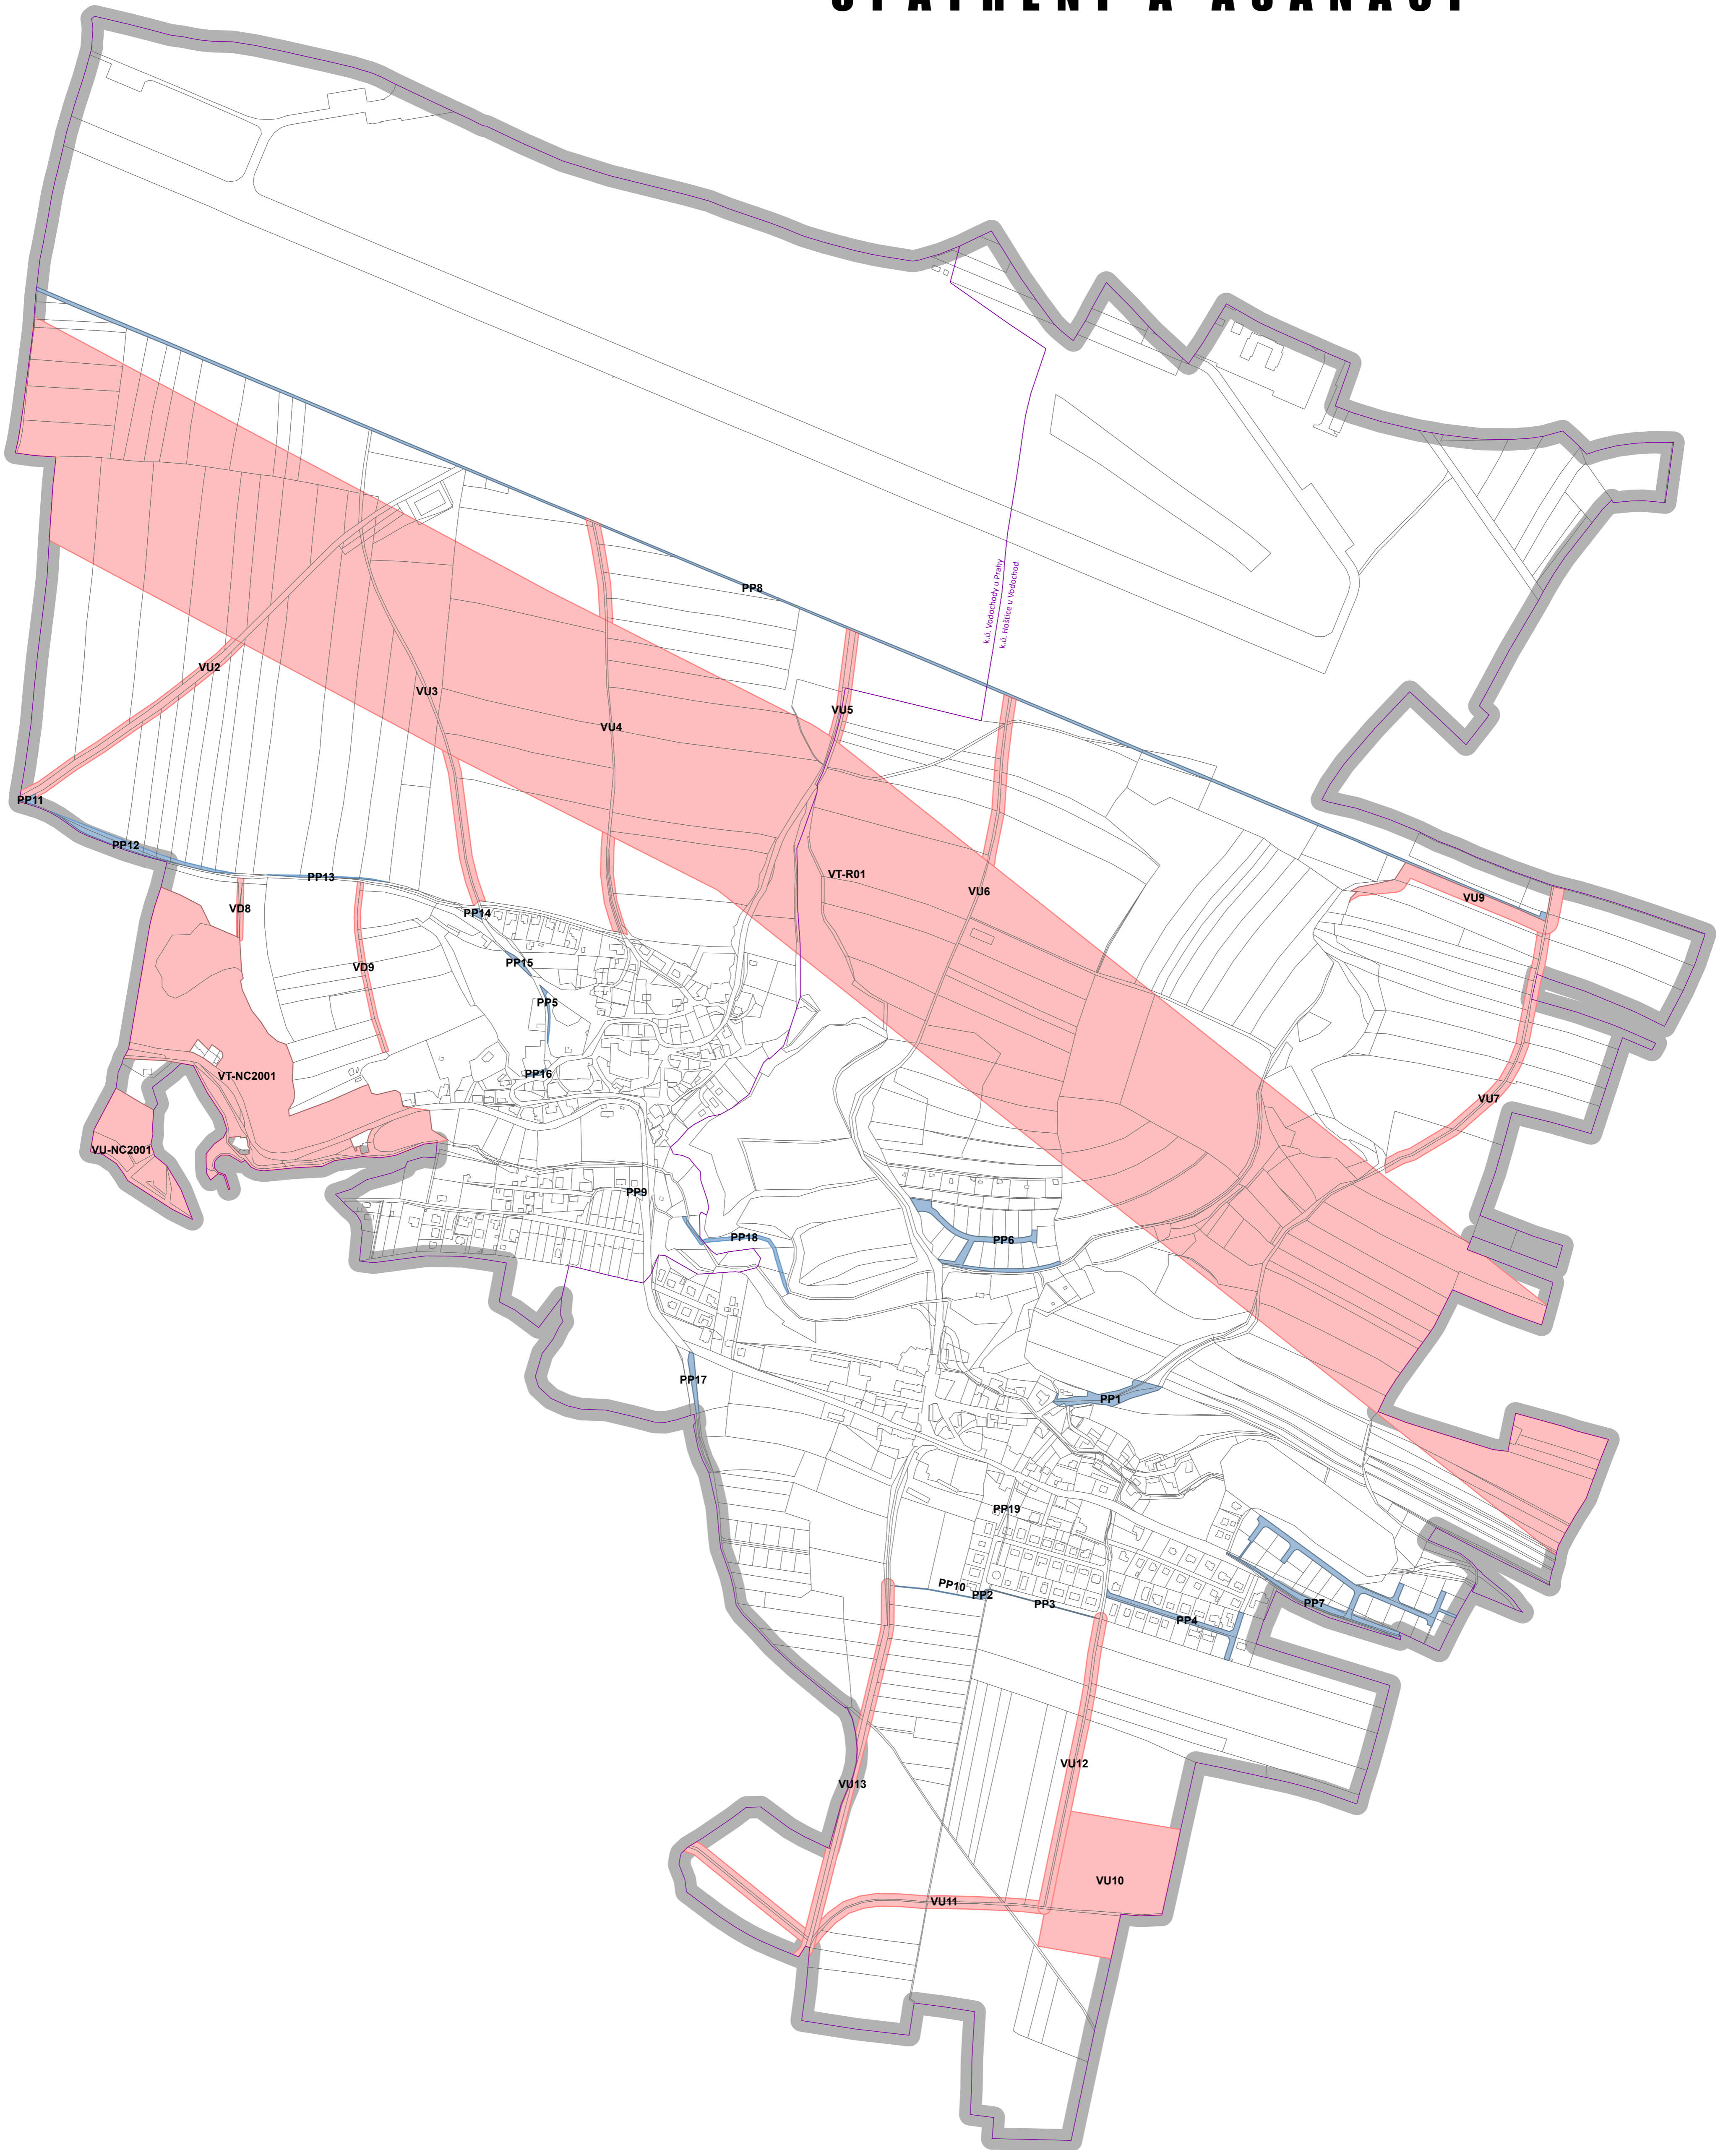 OPATŘENÍ A ASANACÍ
PP8
k.ú. Vodochody u Prahy
k.ú. Hoštice u Vodochod
VU2
VU3
VU4
VU5
PP11
PP12
PP13
VT-R01
VU6
VU9
VD8
PP14
VD9
PP15
PP5
VT-NC2001
PP16
VU7
VU-NC2001
PP9
PP18
PP6
PP17
PP1
PP19
PP10
PP2
PP3
PP4
PP7
VU12
VU13
VU10
VU11